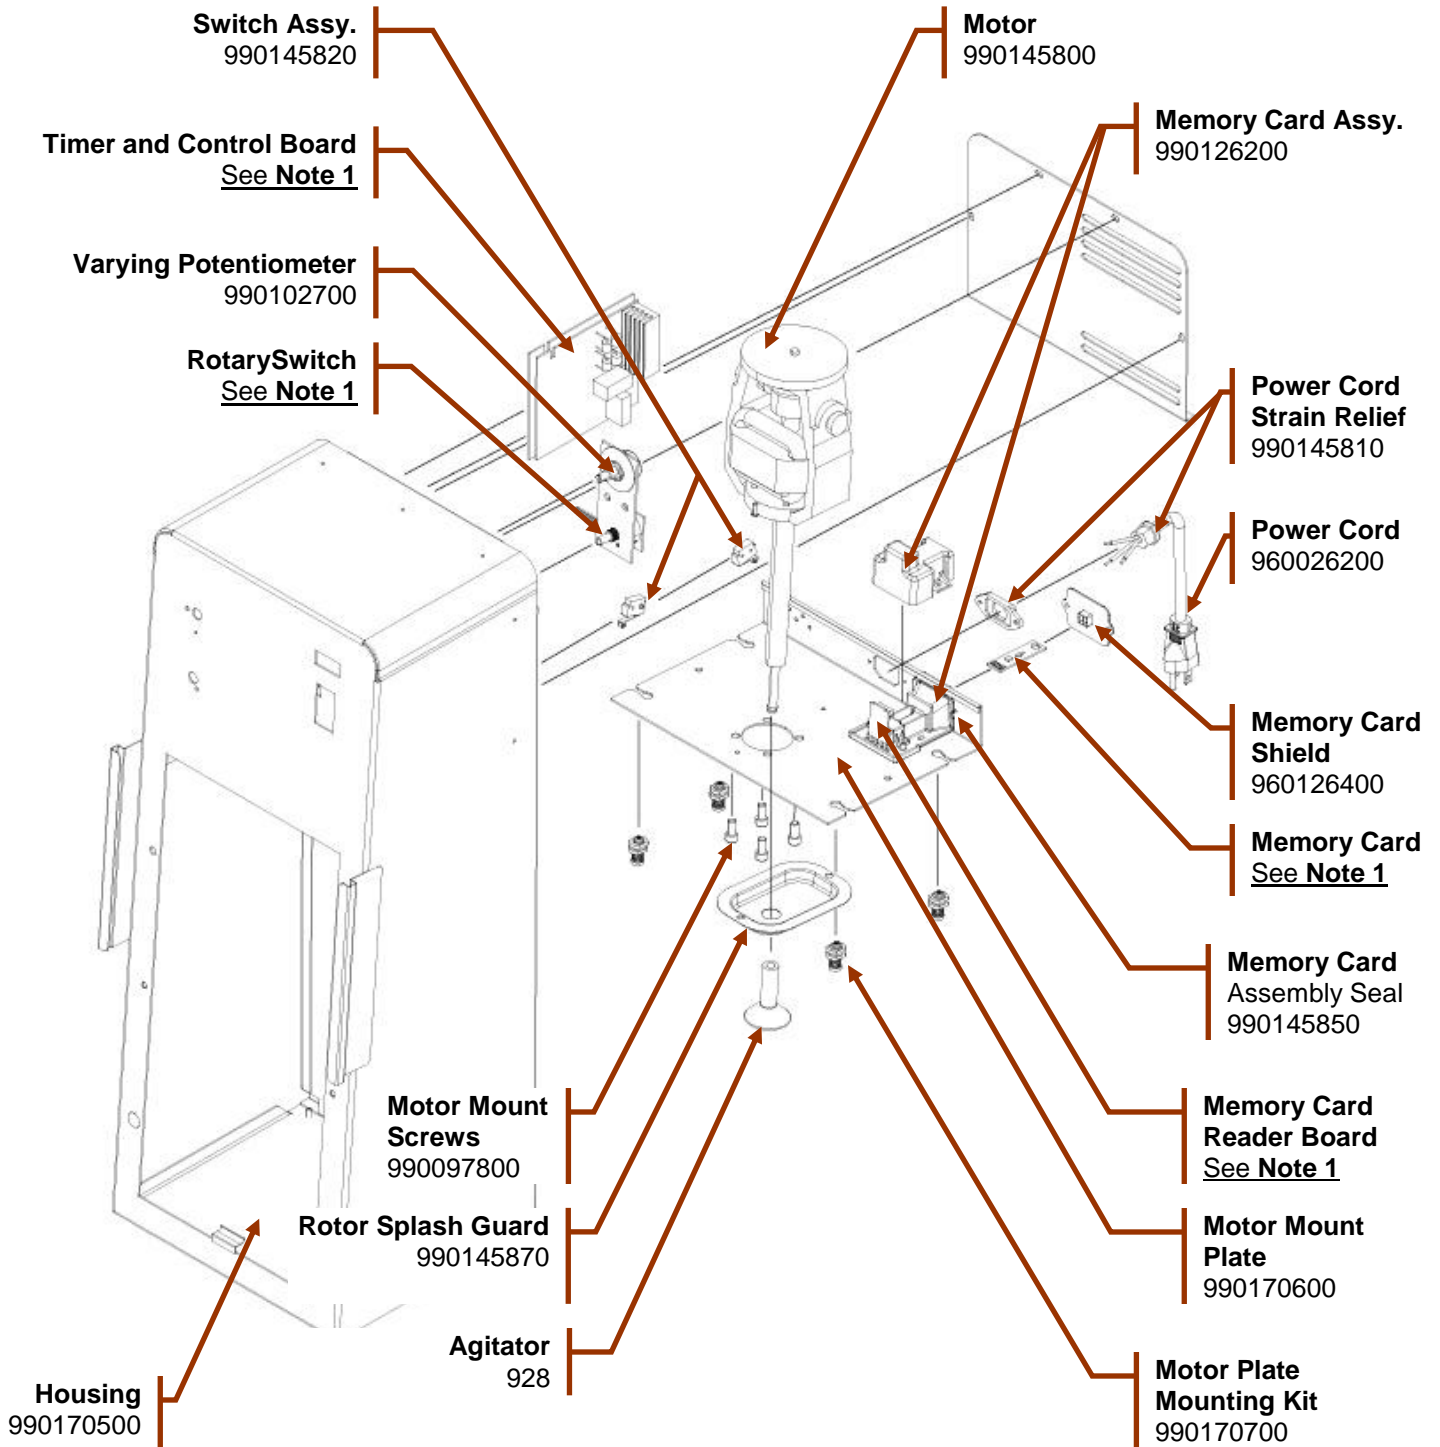 Switch Assy.
990145820
Motor
990145800
Memory Card Assy.
990126200
Timer and Control Board
See Note 1
Varying Potentiometer
990102700
RotarySwitch
See Note 1
Power Cord
Strain Relief
990145810
Power Cord
960026200
Memory Card
Shield
960126400
Memory Card
See Note 1
Memory Card
Assembly Seal
990145850
Motor Mount
Screws
990097800
Memory Card
Reader Board
See Note 1
Rotor Splash Guard
990145870
Motor Mount
Plate
990170600
Agitator
928
Housing
990170500
Motor Plate
Mounting Kit
990170700